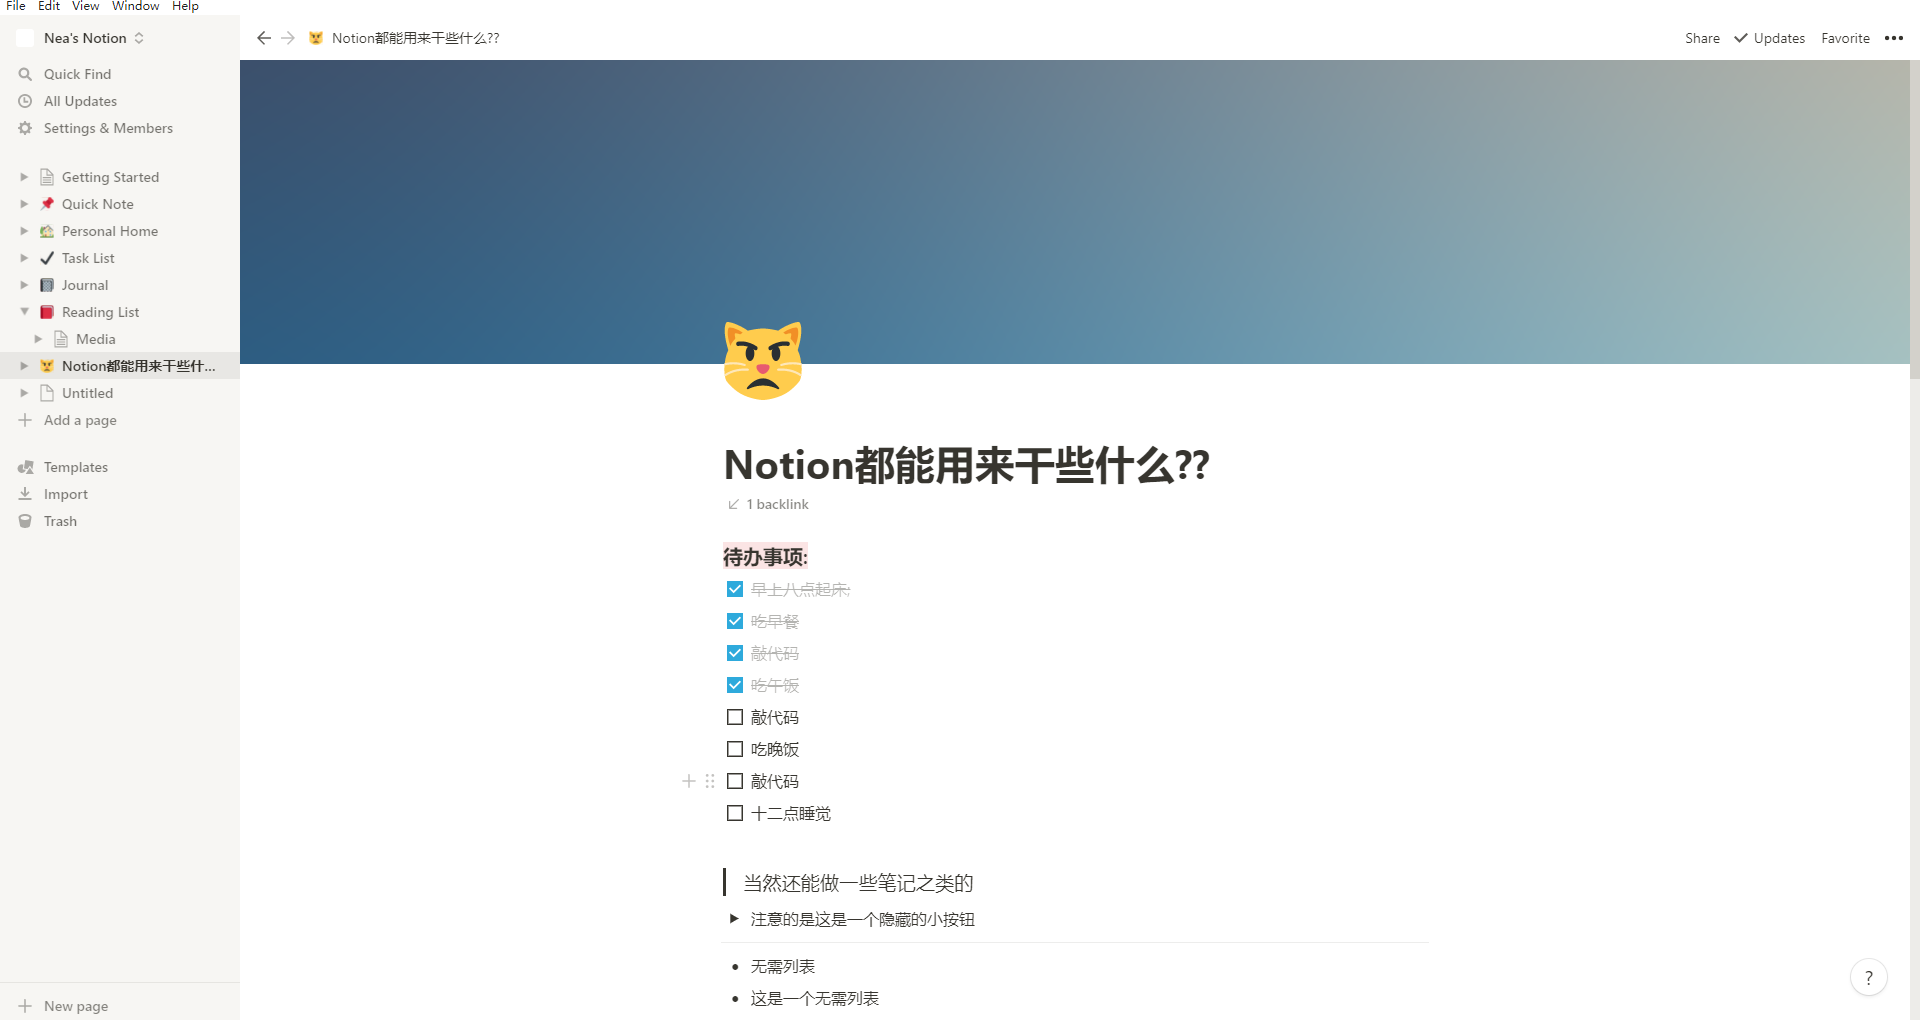 File Edit View Window Help
Nea's Notion
Notion都能用来干些什么??
Share Updates Favorite
Quick Find
All Updates
Settings & Members
Getting Started
Quick Note
Personal Home
Task List
Journal
Reading List
Media
Notion都能用来干些什...
Untitled
Add a page
Templates
Import
Trash
New page
Notion都能用来干些什么??
1 backlink
待办事项:
早上八点起床;
吃早餐
敲代码
吃午饭
敲代码
吃晚饭
敲代码
十二点睡觉
当然还能做一些笔记之类的
注意的是这是一个隐藏的小按钮
• 无需列表
• 这是一个无需列表
?